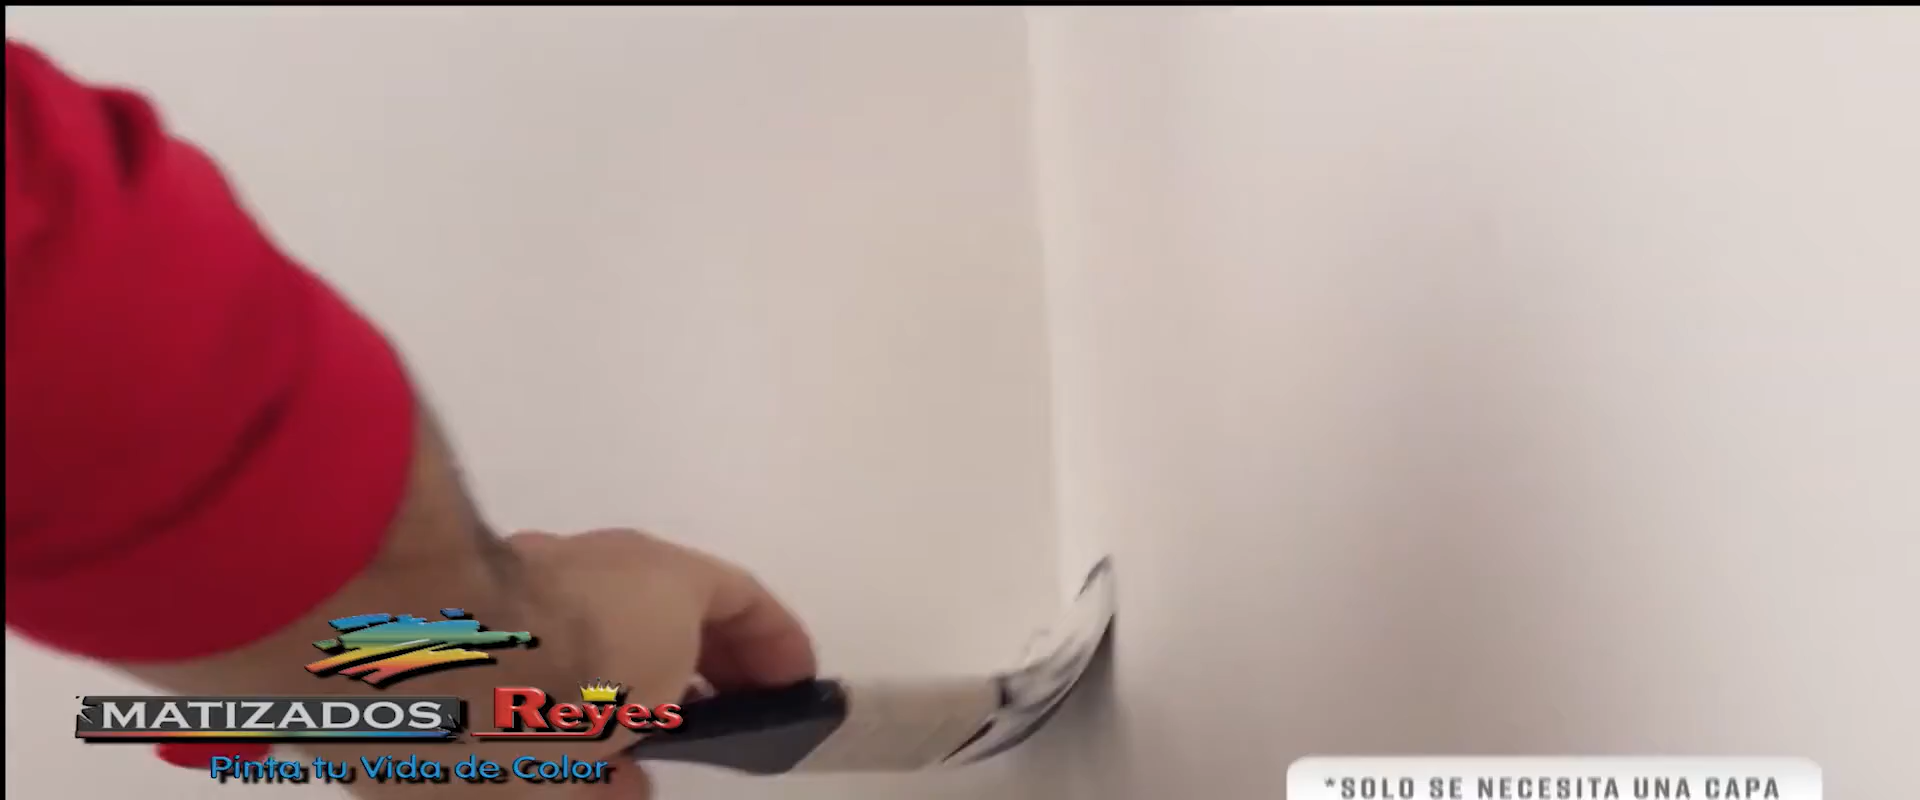 MATIZADOS Reyes
Pinta tu Vida de Color
*SOLO SE NECESITA UNA CAPA